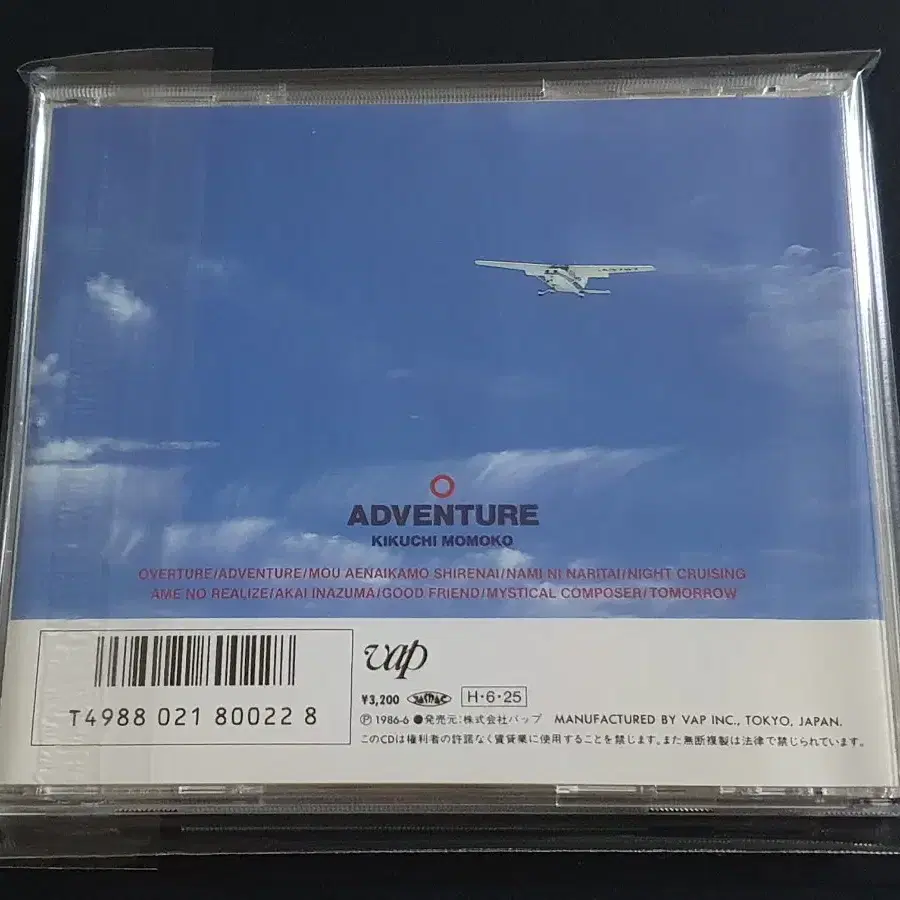 ADVENTURE
KIKUCHI MOMOKO
OVERTURE/ADVENTURE/MOU AENAIKAMO SHIRENAI/NAMI NI NARITAI/NIGHT CRUISING
AME NO REALIZE/AKAI INAZUMA/GOOD FRIEND/MYSTICAL COMPOSER/TOMORROW
vap
T4988 021 80022 8
¥3,200 JASRAC H・6・25
Ⓟ 1986-6 ●発売元:株式会社バップ MANUFACTURED BY VAP INC., TOKYO, JAPAN.
このCDは権利者の許諾なく賃貸業に使用することを禁じます。また無断複製は法律で禁じられています。